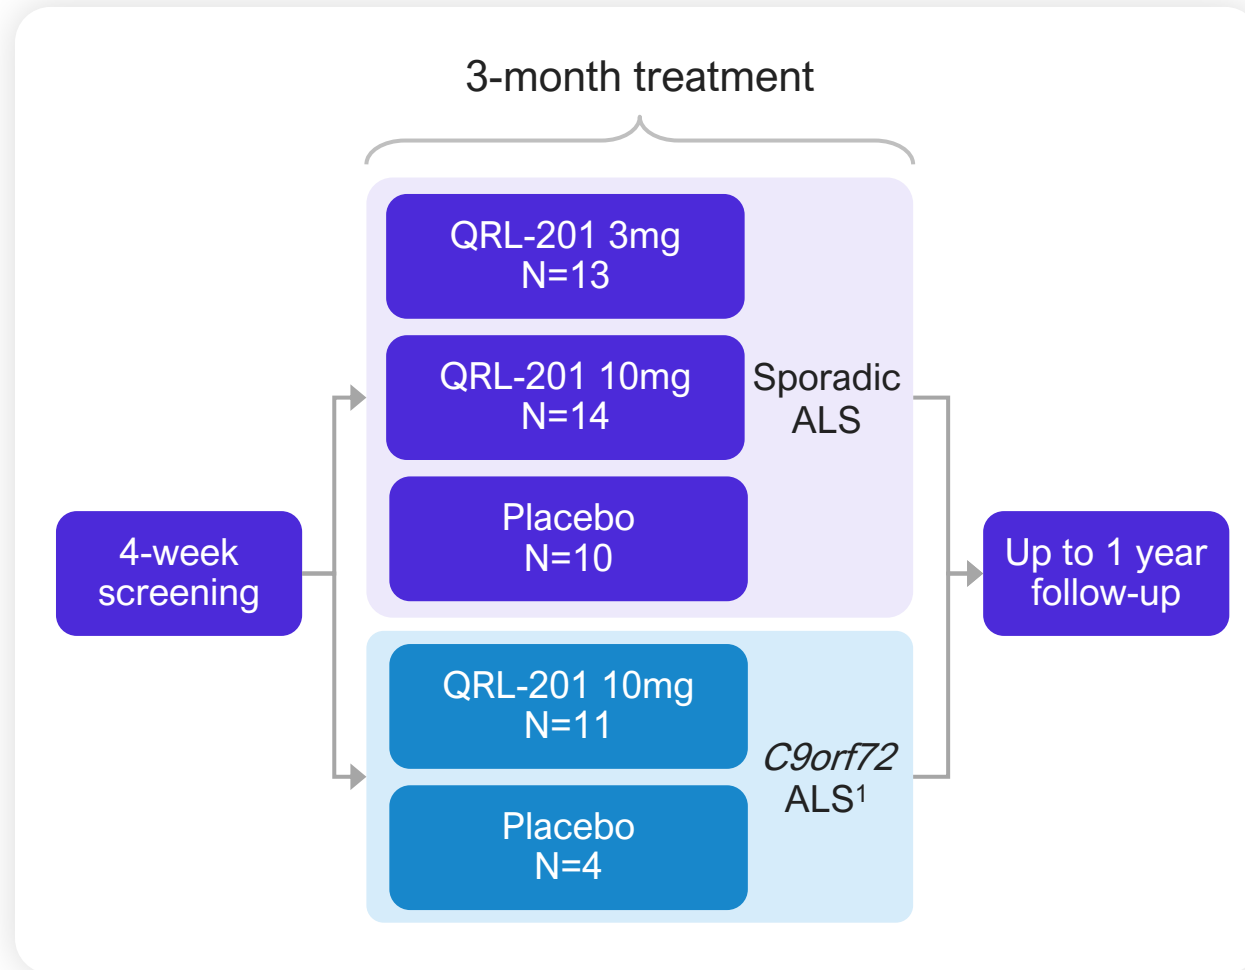 3-month treatment
QRL-201 3mg
N=13
QRL-201 10mg
N=14
Sporadic
ALS
Placebo
N=10
4-week
screening
Up to 1 year
follow-up
QRL-201 10mg
N=11
C9orf72
ALS¹
Placebo
N=4